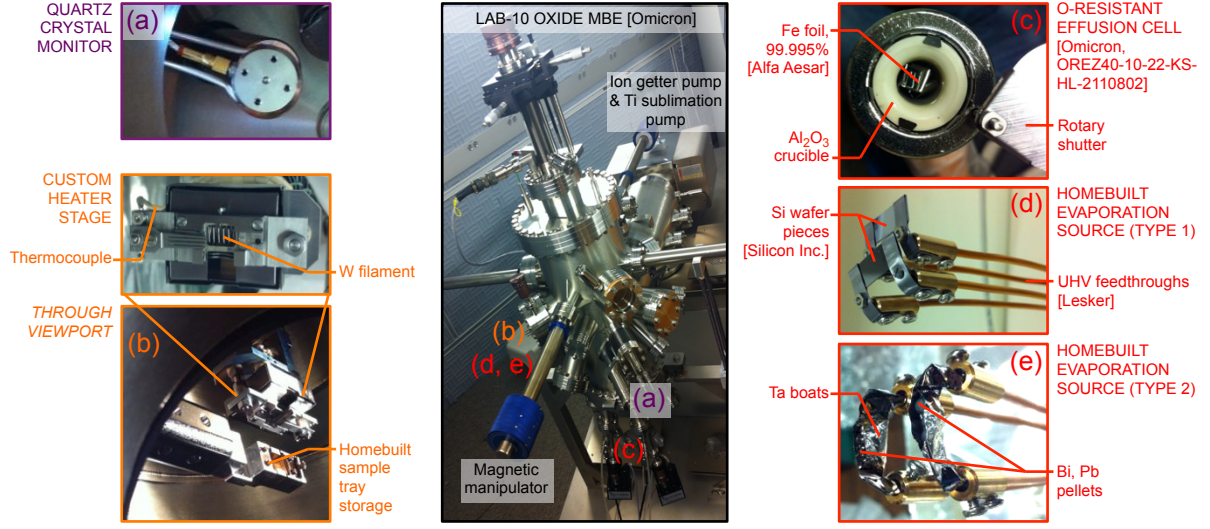 QUARTZ
CRYSTAL
MONITOR
(a)
CUSTOM
HEATER
STAGE
Thermocouple
W filament
THROUGH
VIEWPORT
(b)
Homebuilt
sample
tray
storage
LAB-10 OXIDE MBE [Omicron]
Ion getter pump
& Ti sublimation
pump
(b)
(d, e)
(a)
(c)
Magnetic
manipulator
Fe foil,
99.995%
[Alfa Aesar]
Al₂O₃
crucible
(c)
O-RESISTANT
EFFUSION CELL
[Omicron,
OREZ40-10-22-KS-
HL-2110802]
Rotary
shutter
Si wafer
pieces
[Silicon Inc.]
(d)
HOMEBUILT
EVAPORATION
SOURCE (TYPE 1)
UHV feedthroughs
[Lesker]
Ta boats
(e)
HOMEBUILT
EVAPORATION
SOURCE (TYPE 2)
Bi, Pb
pellets